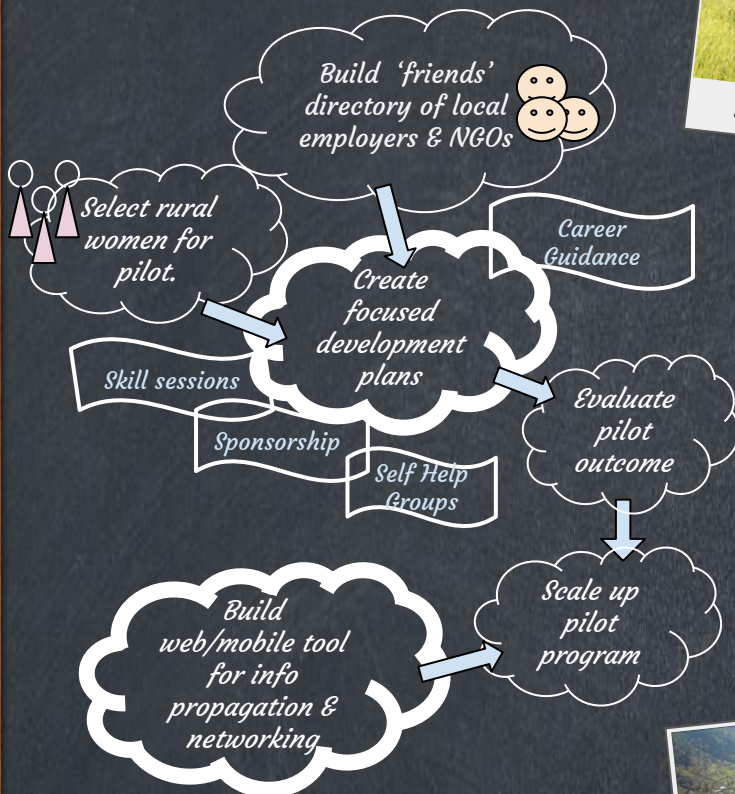 Build ‘friends’
directory of local
employers & NGOs
Select rural
women for
pilot.
Career
Guidance
Create
focused
development
plans
Skill sessions
Sponsorship
Self Help
Groups
Evaluate
pilot
outcome
Scale up
pilot
program
Build
web/mobile tool
for info
propagation &
networking